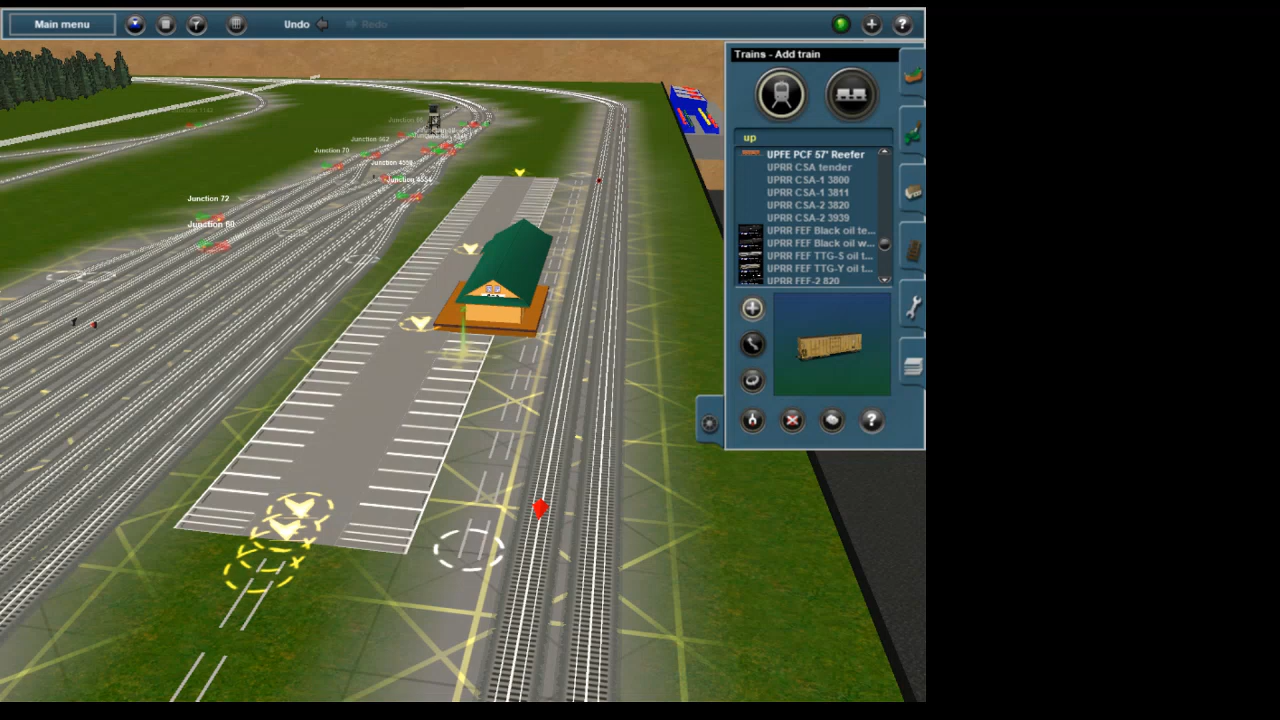 Main menu
Undo
Redo
?
Trains - Add train
up
UPFE PCF 57' Reefer
UPRR CSA tender
UPRR CSA-1 3800
UPRR CSA-1 3811
UPRR CSA-2 3820
UPRR CSA-2 3939
UPRR FEF Black oil te...
UPRR FEF Black oil w...
UPRR FEF TTG-S oil t...
UPRR FEF TTG-Y oil t...
UPRR FEF-2 820
?
Junction 70
Junction 4558
4554
Junction 72
Junction 60